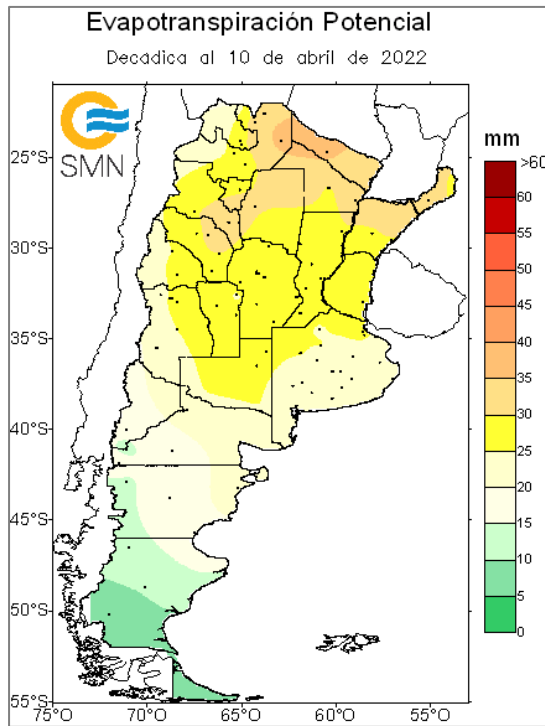 Evapotranspiración Potencial
Decadica al 10 de abril de 2022
SMN
mm
>60
60
55
50
45
40
35
30
25
20
15
10
5
0
25°S
30°S
35°S
40°S
45°S
50°S
55°S
75°O 70°O 65°O 60°O 55°O